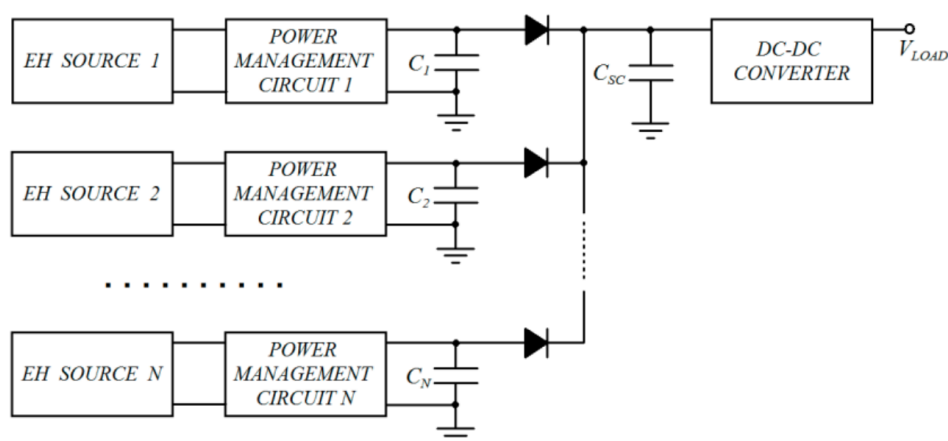 EH SOURCE 1
POWER
MANAGEMENT
CIRCUIT 1
C1
CSC
DC-DC
CONVERTER
VLOAD
EH SOURCE 2
POWER
MANAGEMENT
CIRCUIT 2
C2
EH SOURCE N
POWER
MANAGEMENT
CIRCUIT N
CN